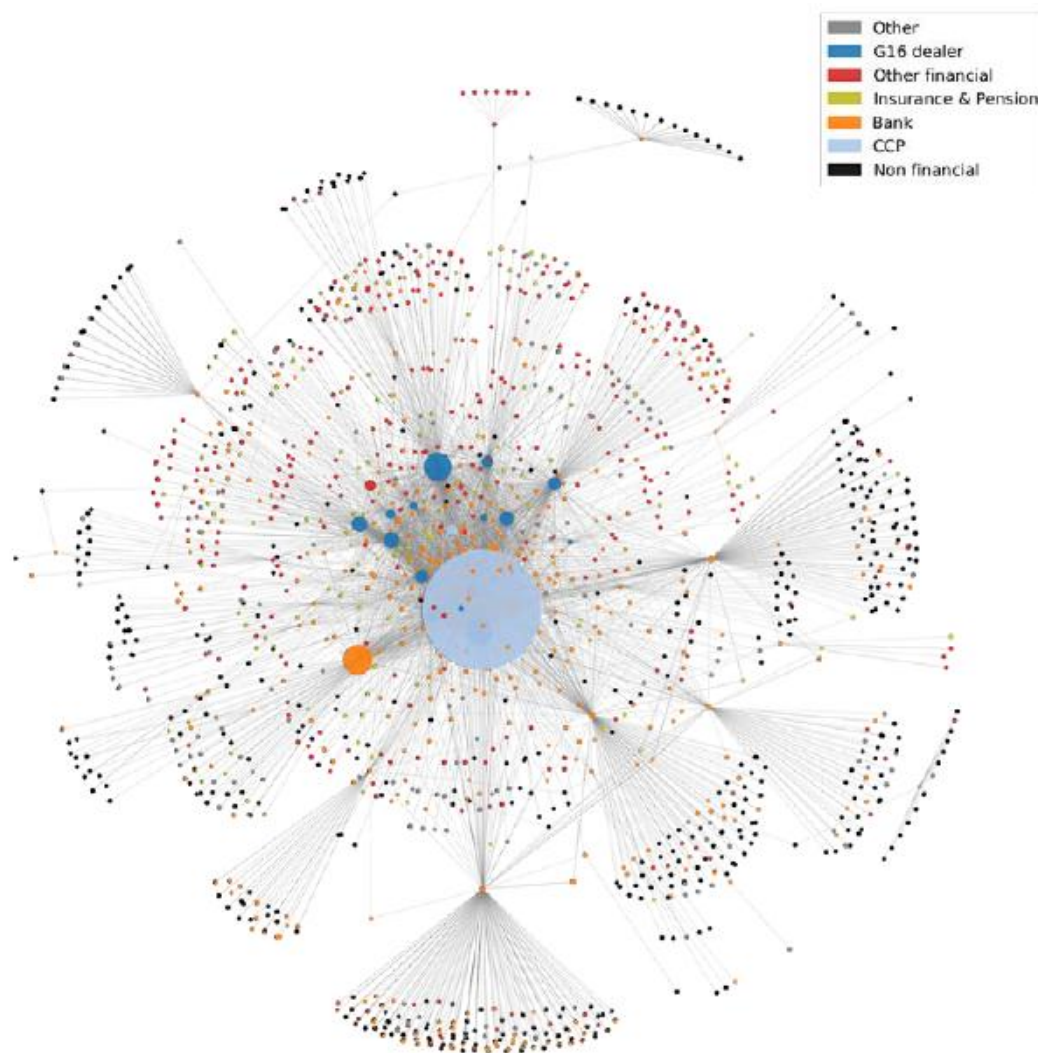 Other
G16 dealer
Other financial
Insurance & Pension
Bank
CCP
Non financial